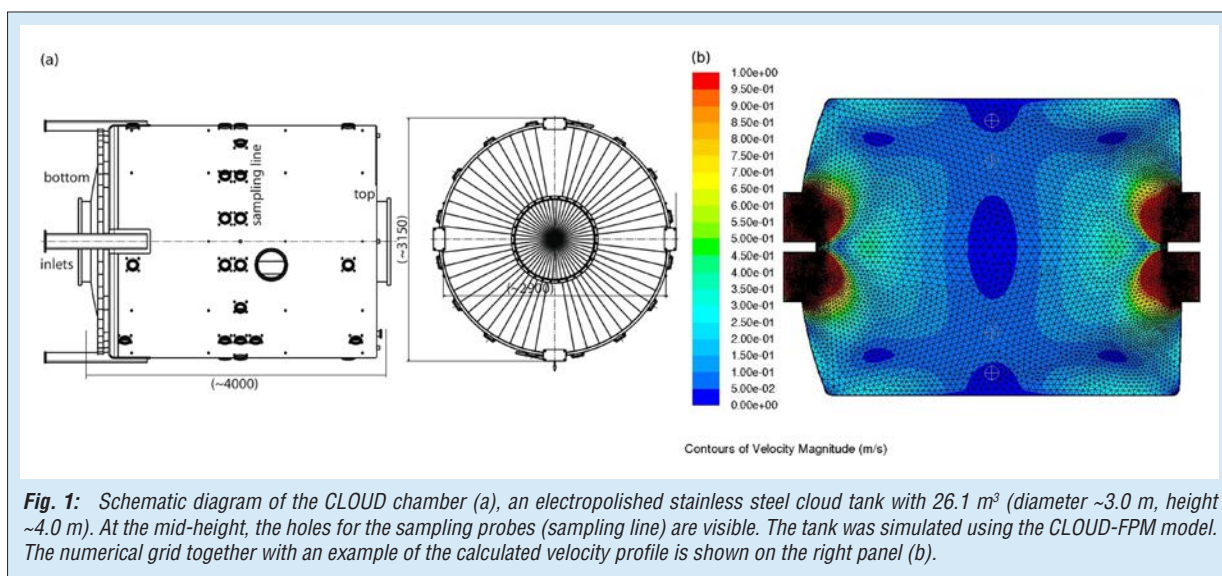 (a)
bottom
inlets
sampling line
top
(~4000)
(~3150)
(~2900)
(b)
1.00e+00
9.50e-01
9.00e-01
8.50e-01
8.00e-01
7.50e-01
7.00e-01
6.50e-01
6.00e-01
5.50e-01
5.00e-01
4.50e-01
4.00e-01
3.50e-01
3.00e-01
2.50e-01
2.00e-01
1.50e-01
1.00e-01
5.00e-02
0.00e+00
Contours of Velocity Magnitude (m/s)
Fig. 1: Schematic diagram of the CLOUD chamber (a), an electropolished stainless steel cloud tank with 26.1 m³ (diameter ~3.0 m, height
~4.0 m). At the mid-height, the holes for the sampling probes (sampling line) are visible. The tank was simulated using the CLOUD-FPM model.
The numerical grid together with an example of the calculated velocity profile is shown on the right panel (b).